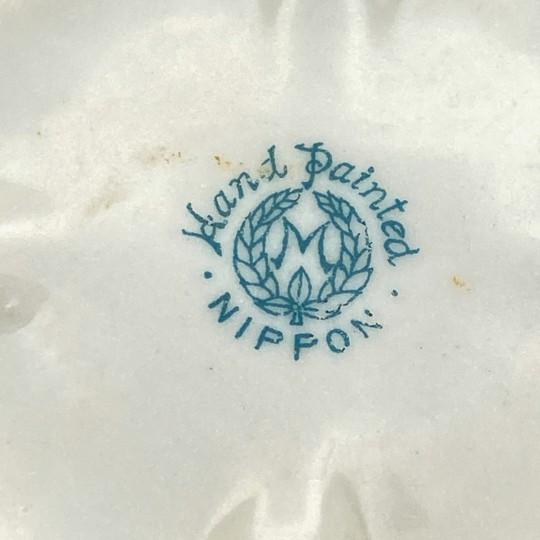 Hand Painted
M
• NIPPON •